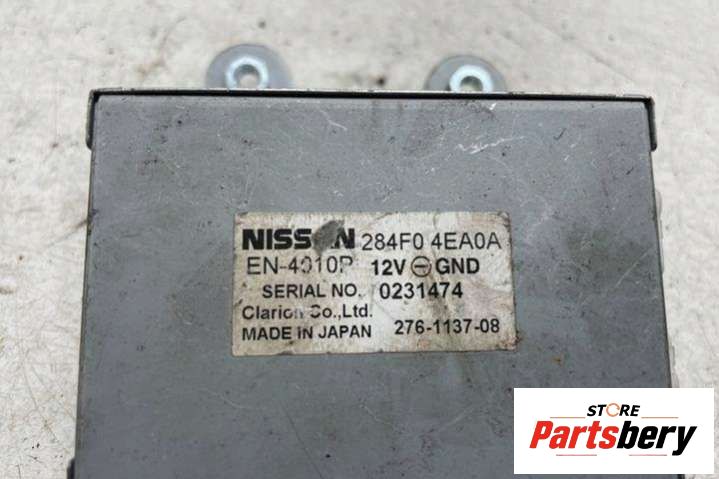 NISSAN 284F0 4EA0A
EN-4010P 12V ⊖ GND
SERIAL NO. 0231474
Clarion Co.,Ltd.
MADE IN JAPAN 276-1137-08
STORE
Partsbery